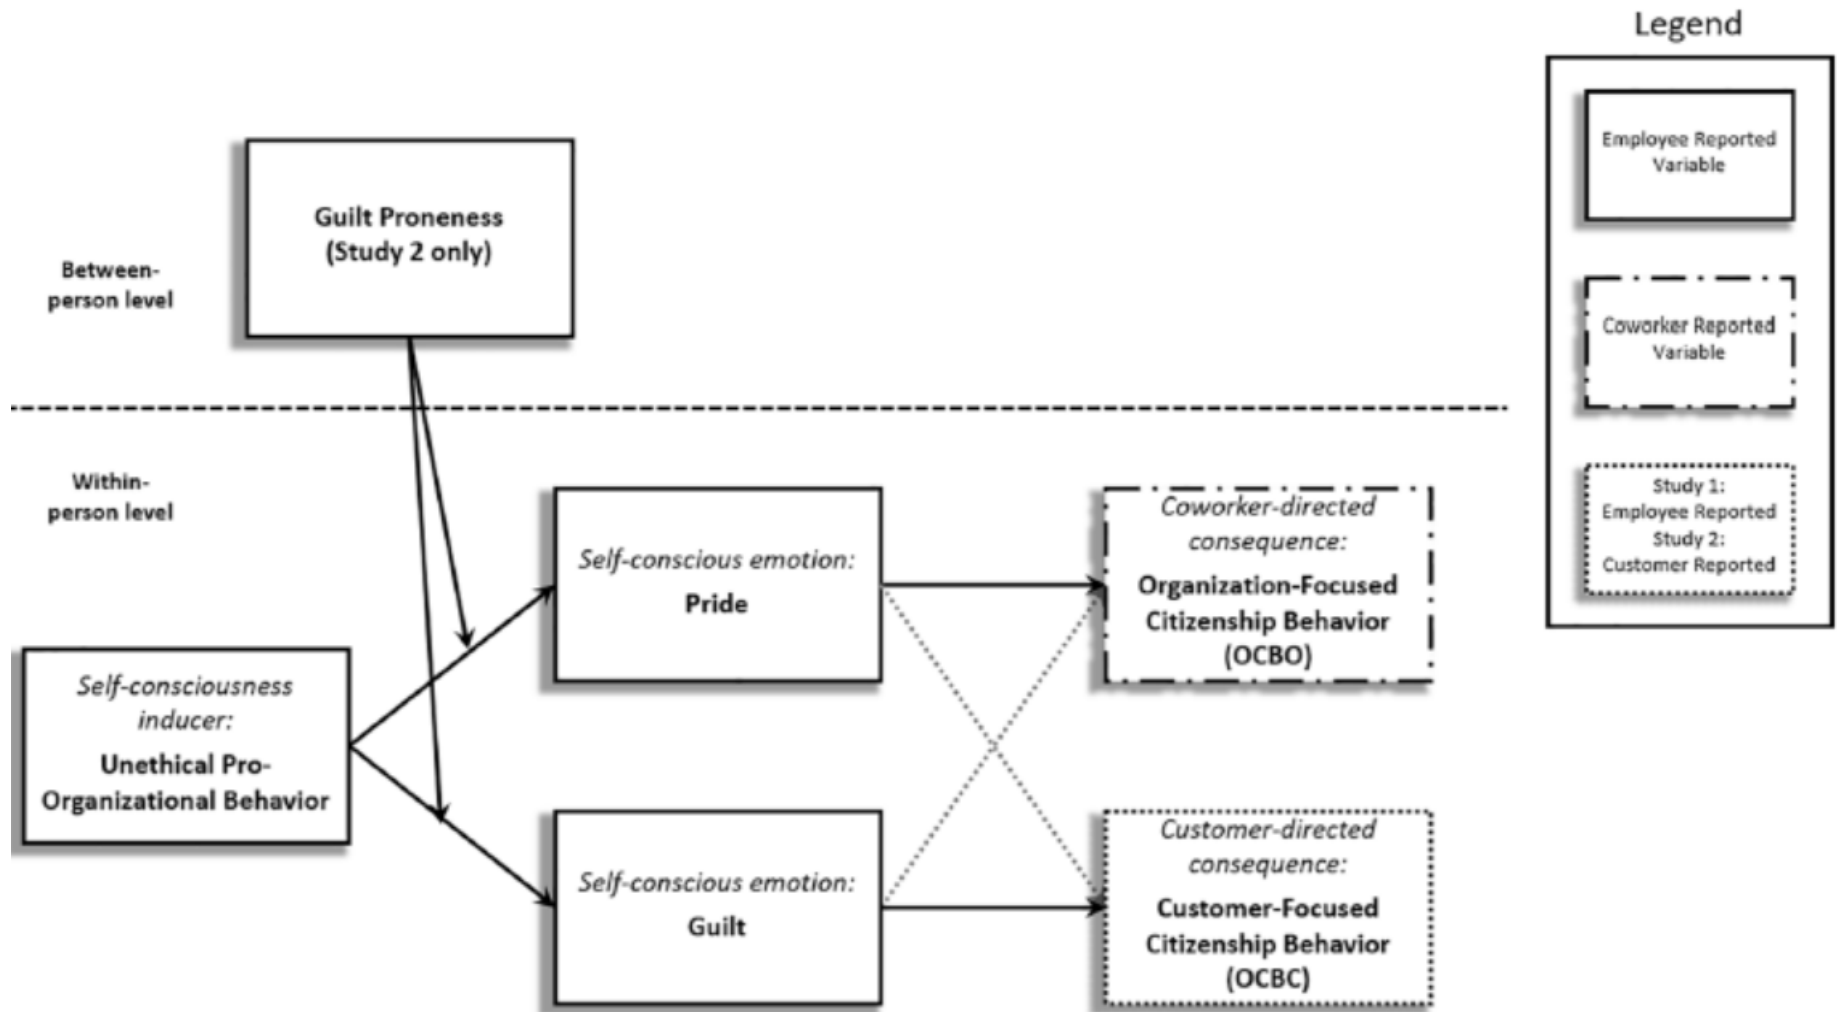 Legend
Employee Reported
Variable
Coworker Reported
Variable
Study 1:
Employee Reported
Study 2:
Customer Reported
Guilt Proneness
(Study 2 only)
Between-
person level
Within-
person level
Self-consciousness
inducer:
Unethical Pro-
Organizational Behavior
Self-conscious emotion:
Pride
Self-conscious emotion:
Guilt
Coworker-directed
consequence:
Organization-Focused
Citizenship Behavior
(OCBO)
Customer-directed
consequence:
Customer-Focused
Citizenship Behavior
(OCBC)